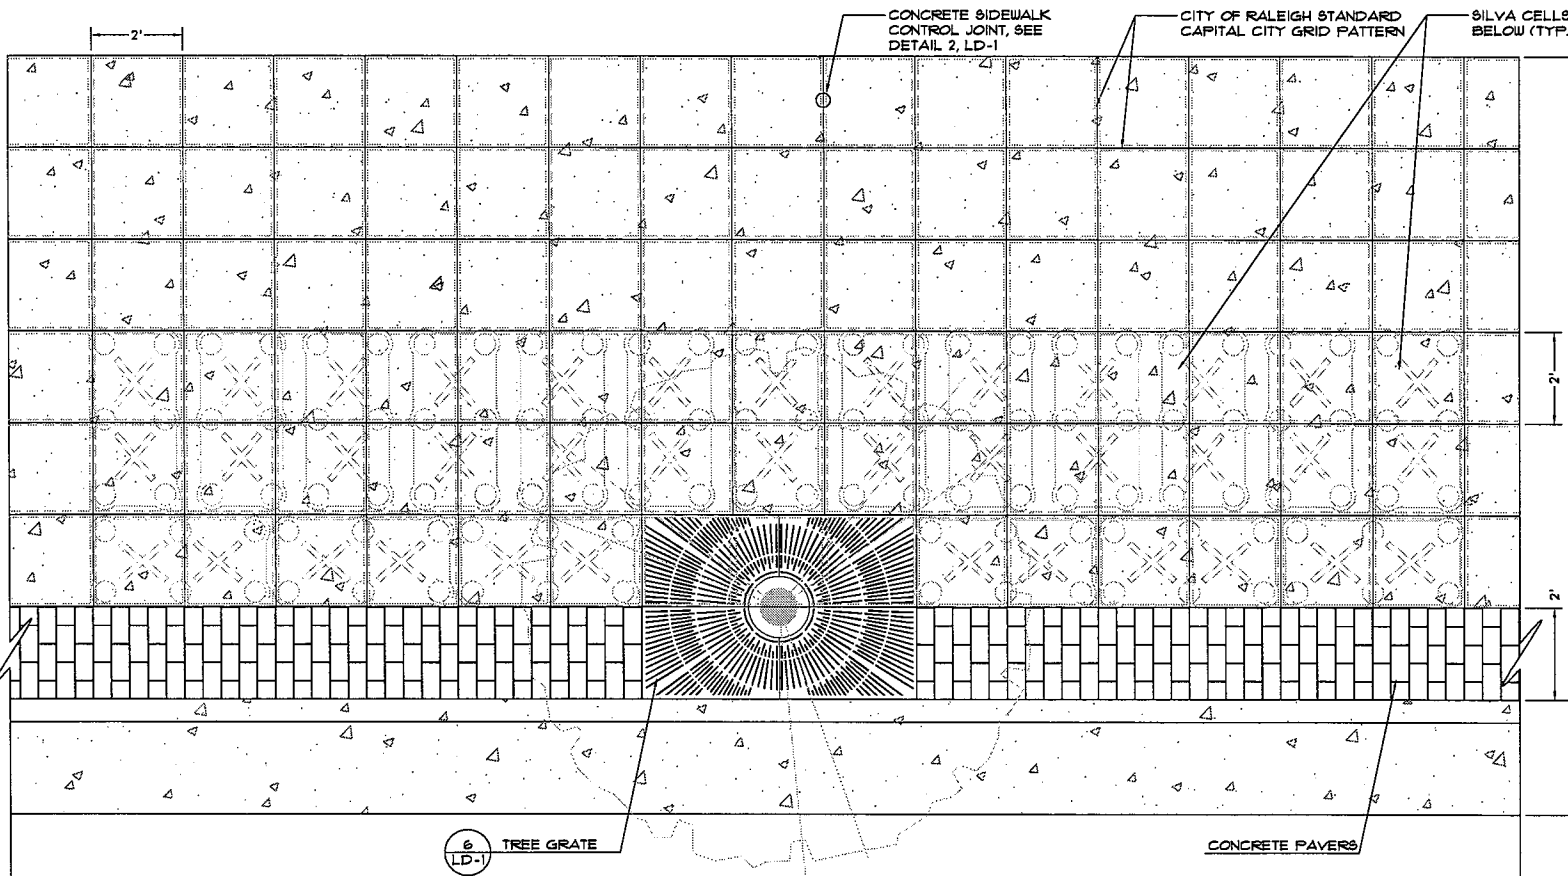 CONCRETE SIDEWALK
CONTROL JOINT, SEE
DETAIL 2, LD-1
CITY OF RALEIGH STANDARD
CAPITAL CITY GRID PATTERN
SILVA CELLS
BELOW (TYP.
2'
2'
2'
6
LD-1
TREE GRATE
CONCRETE PAVERS